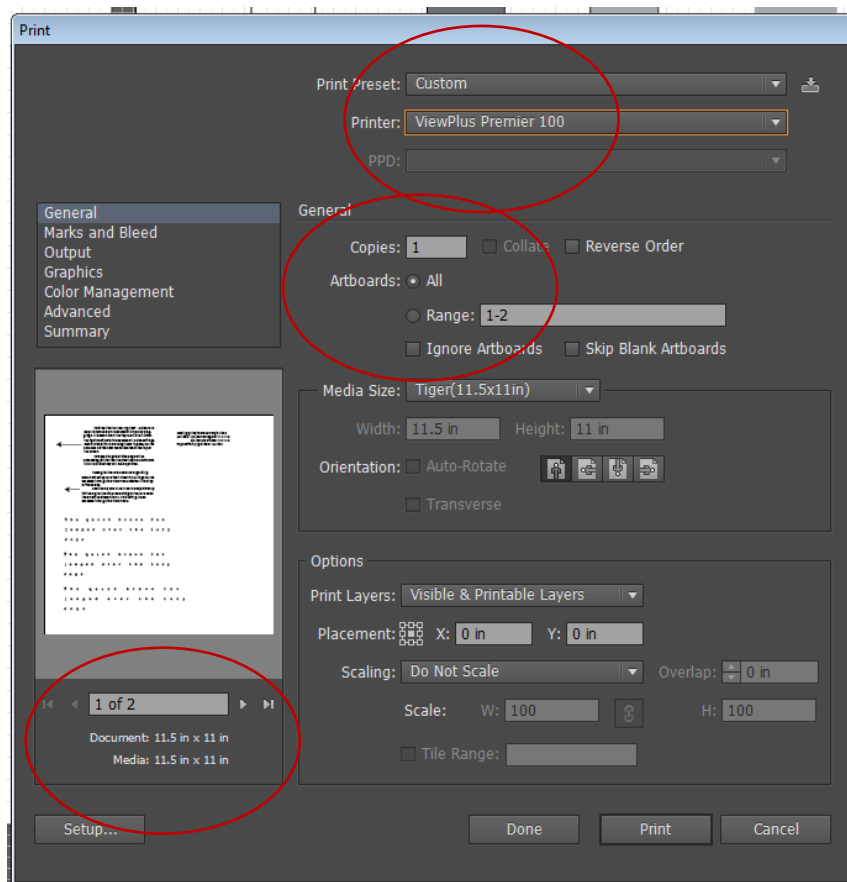 Print
Print Preset: Custom
Printer: ViewPlus Premier 100
PPD:
General
Marks and Bleed
Output
Graphics
Color Management
Advanced
Summary
General
Copies: 1 Collate Reverse Order
Artboards: All
Range: 1-2
Ignore Artboards Skip Blank Artboards
Media Size: Tiger(11.5x11in)
Width: 11.5 in Height: 11 in
Orientation: Auto-Rotate
Transverse
1 of 2
Document: 11.5 in x 11 in
Media: 11.5 in x 11 in
Options
Print Layers: Visible & Printable Layers
Placement: X: 0 in Y: 0 in
Scaling: Do Not Scale Overlap: 0 in
Scale: W: 100 H: 100
Tile Range:
Setup... Done Print Cancel